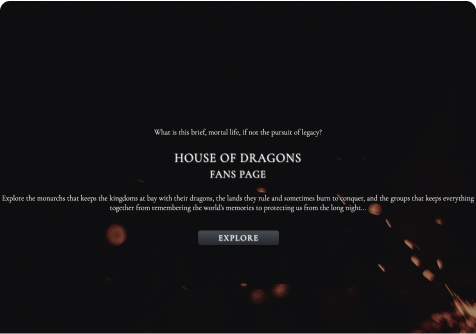 What is this brief, mortal life, if not the pursuit of legacy?
HOUSE OF DRAGONS
FANS PAGE
Explore the monarchs that keeps the kingdoms at bay with their dragons, the lands they rule and sometimes burn to conquer, and the groups that keeps everything
together from remembering the world's memories to protecting us from the long night...
EXPLORE